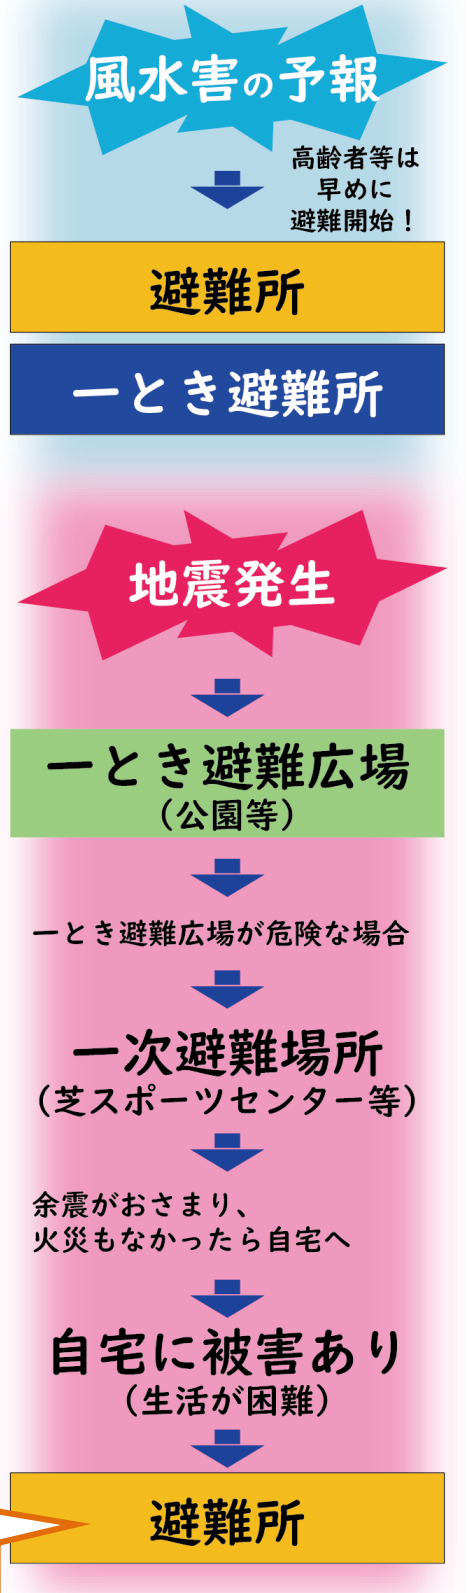 風水害の予報
高齢者等は
早めに
避難開始！
避難所
一とき避難所
地震発生
一とき避難広場
（公園等）
一とき避難広場が危険な場合
一次避難場所
（芝スポーツセンター等）
余震がおさまり、
火災もなかったら自宅へ
自宅に被害あり
（生活が困難）
避難所